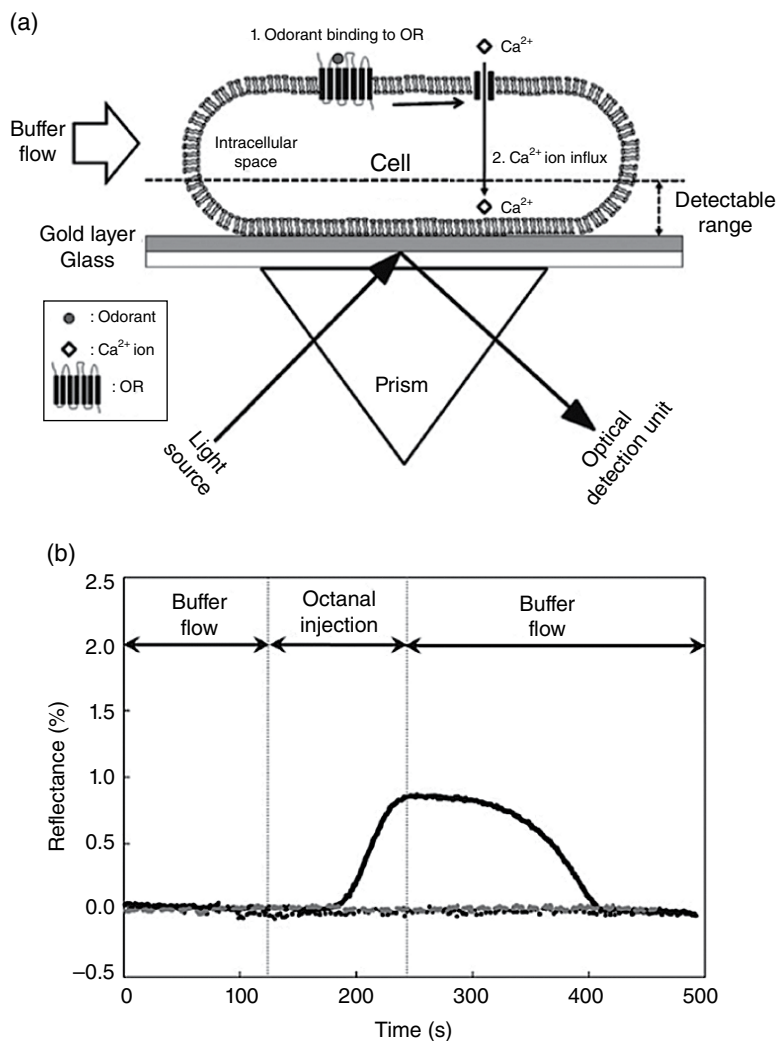 (a)
1. Odorant binding to OR
Ca2+
Buffer
flow
Intracellular
space
Cell
2. Ca2+ ion influx
Ca2+
Detectable
range
Gold layer
Glass
: Odorant
: Ca2+ ion
: OR
Prism
Light
source
Optical
detection unit
(b)
2.5
Buffer
flow
Octanal
injection
Buffer
flow
2.0
1.5
1.0
0.5
0.0
–0.5
Reflectance (%)
0 100 200 300 400 500
Time (s)